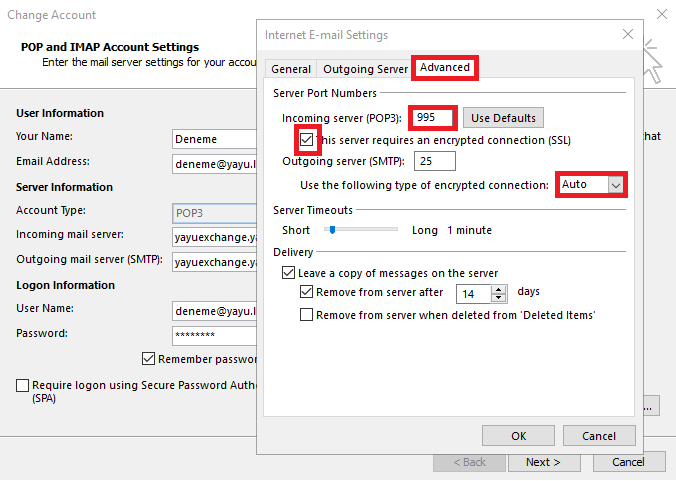 Change Account
POP and IMAP Account Settings
Enter the mail server settings for your
User Information
Your Name: Deneme
Email Address: deneme@yayu.l
Server Information
Account Type: POP3
Incoming mail server: yayuexchange.ya
Outgoing mail server (SMTP): yayuexchange.ya
Logon Information
User Name: deneme@yayu.l
Password: ********
Remember passwor
Require logon using Secure Password Authe
(SPA)
that
...
< Back Next > Cancel
Internet E-mail Settings
General Outgoing Server Advanced
Server Port Numbers
Incoming server (POP3): 995 Use Defaults
This server requires an encrypted connection (SSL)
Outgoing server (SMTP): 25
Use the following type of encrypted connection: Auto
Server Timeouts
Short Long 1 minute
Delivery
Leave a copy of messages on the server
Remove from server after 14 days
Remove from server when deleted from 'Deleted Items'
OK Cancel